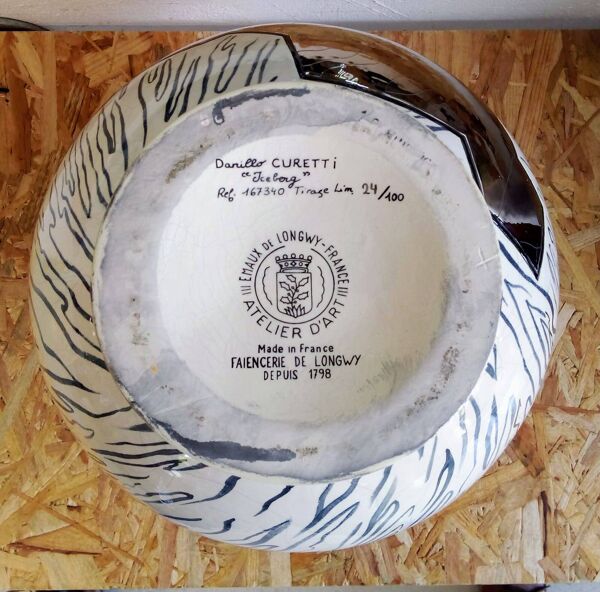 Danillo CURETTi
"Iceberg"
Ref: 167340 Tirage Lim. 24/100
EMAUX DE LONGWY-FRANCE
ATELIER D'ART
Made in France
FAIENCERIE DE LONGWY
DEPUIS 1798